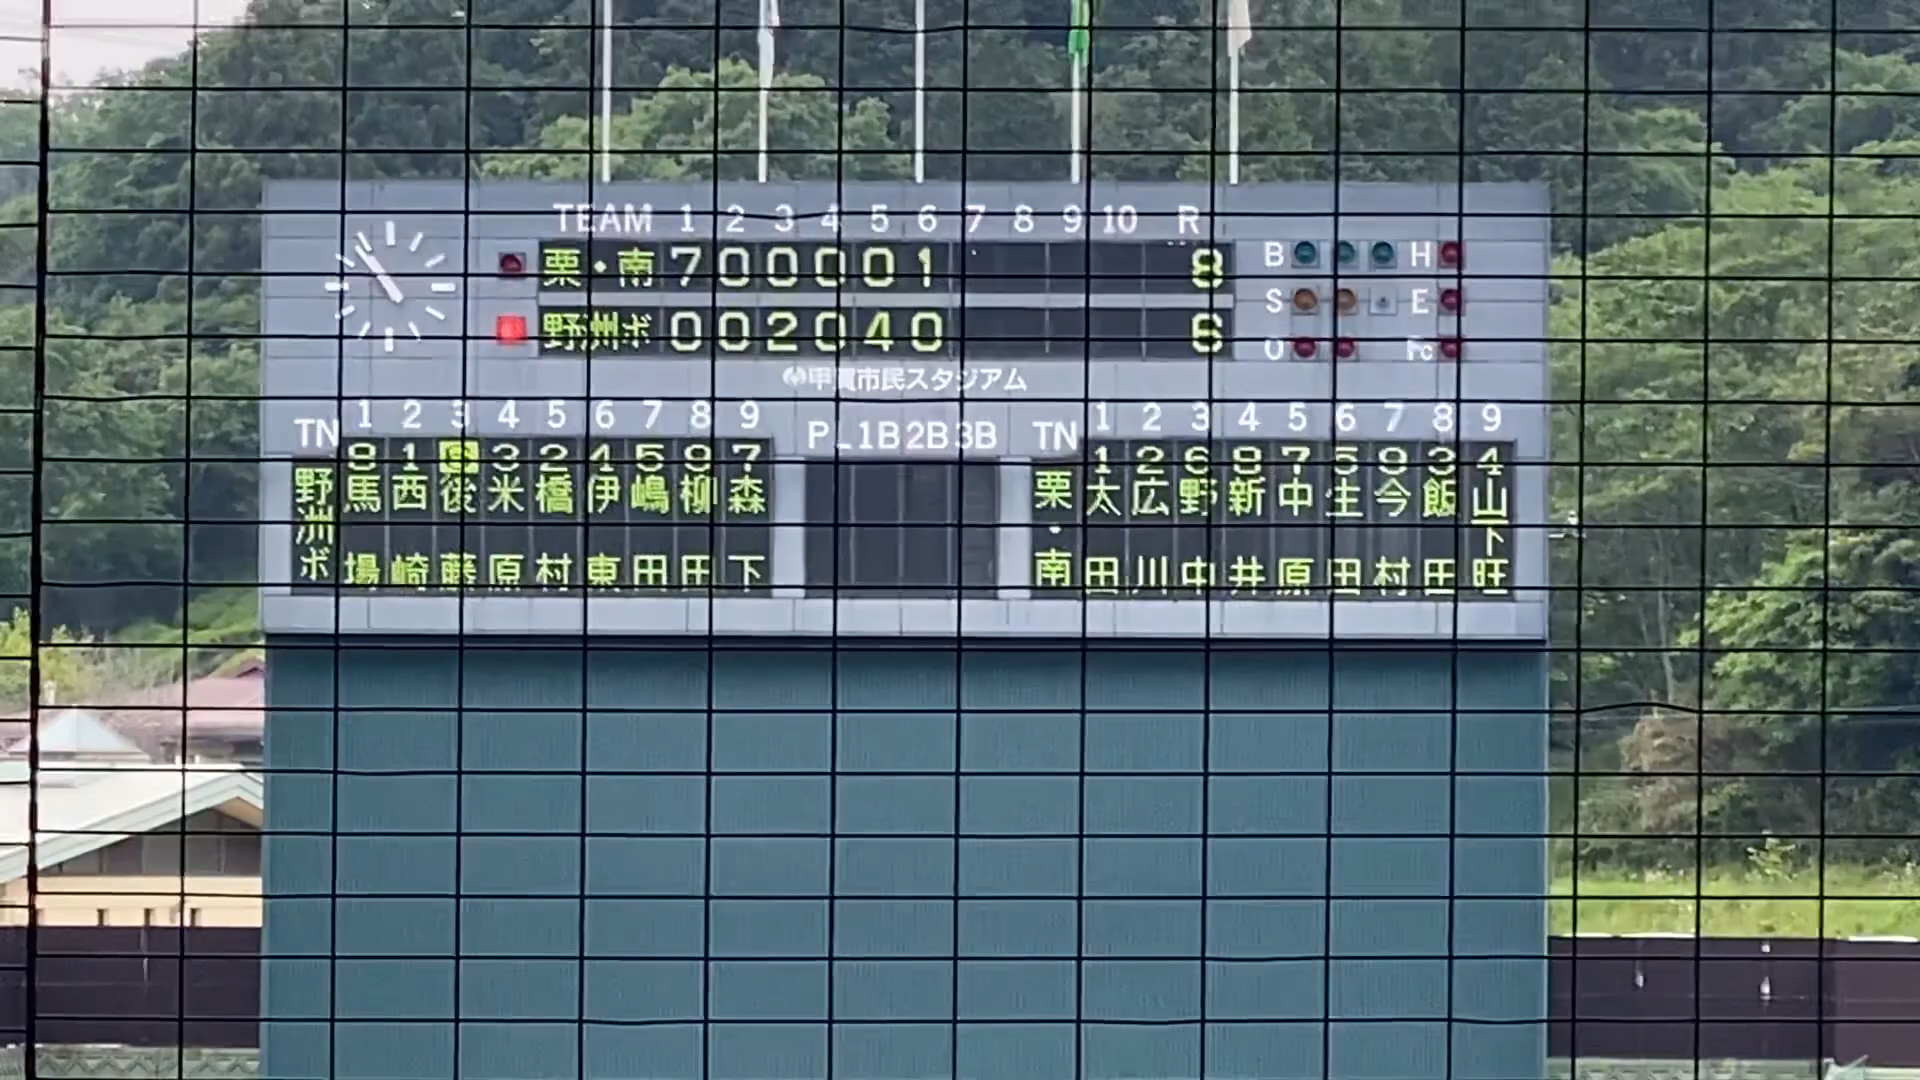 TEAM 1 2 3 4 5 6 7 8 9 10 R
栗・南 7 0 0 0 0 1 8
野洲ボ 0 0 2 0 4 0 6
B H
S E
O Fc
甲賀市民スタジアム
TN 1 2 3 4 5 6 7 8 9
8 1 6 3 2 4 5 9 7
野洲ボ 馬場 西崎 後藤 米原 橋村 伊東 嶋田 柳田 森下
P 1B 2B 3B
TN 1 2 3 4 5 6 7 8 9
1 2 6 8 7 5 9 3 4
栗・南 太田 広川 野中 新井 中原 生田 今村 飯田 山下旺